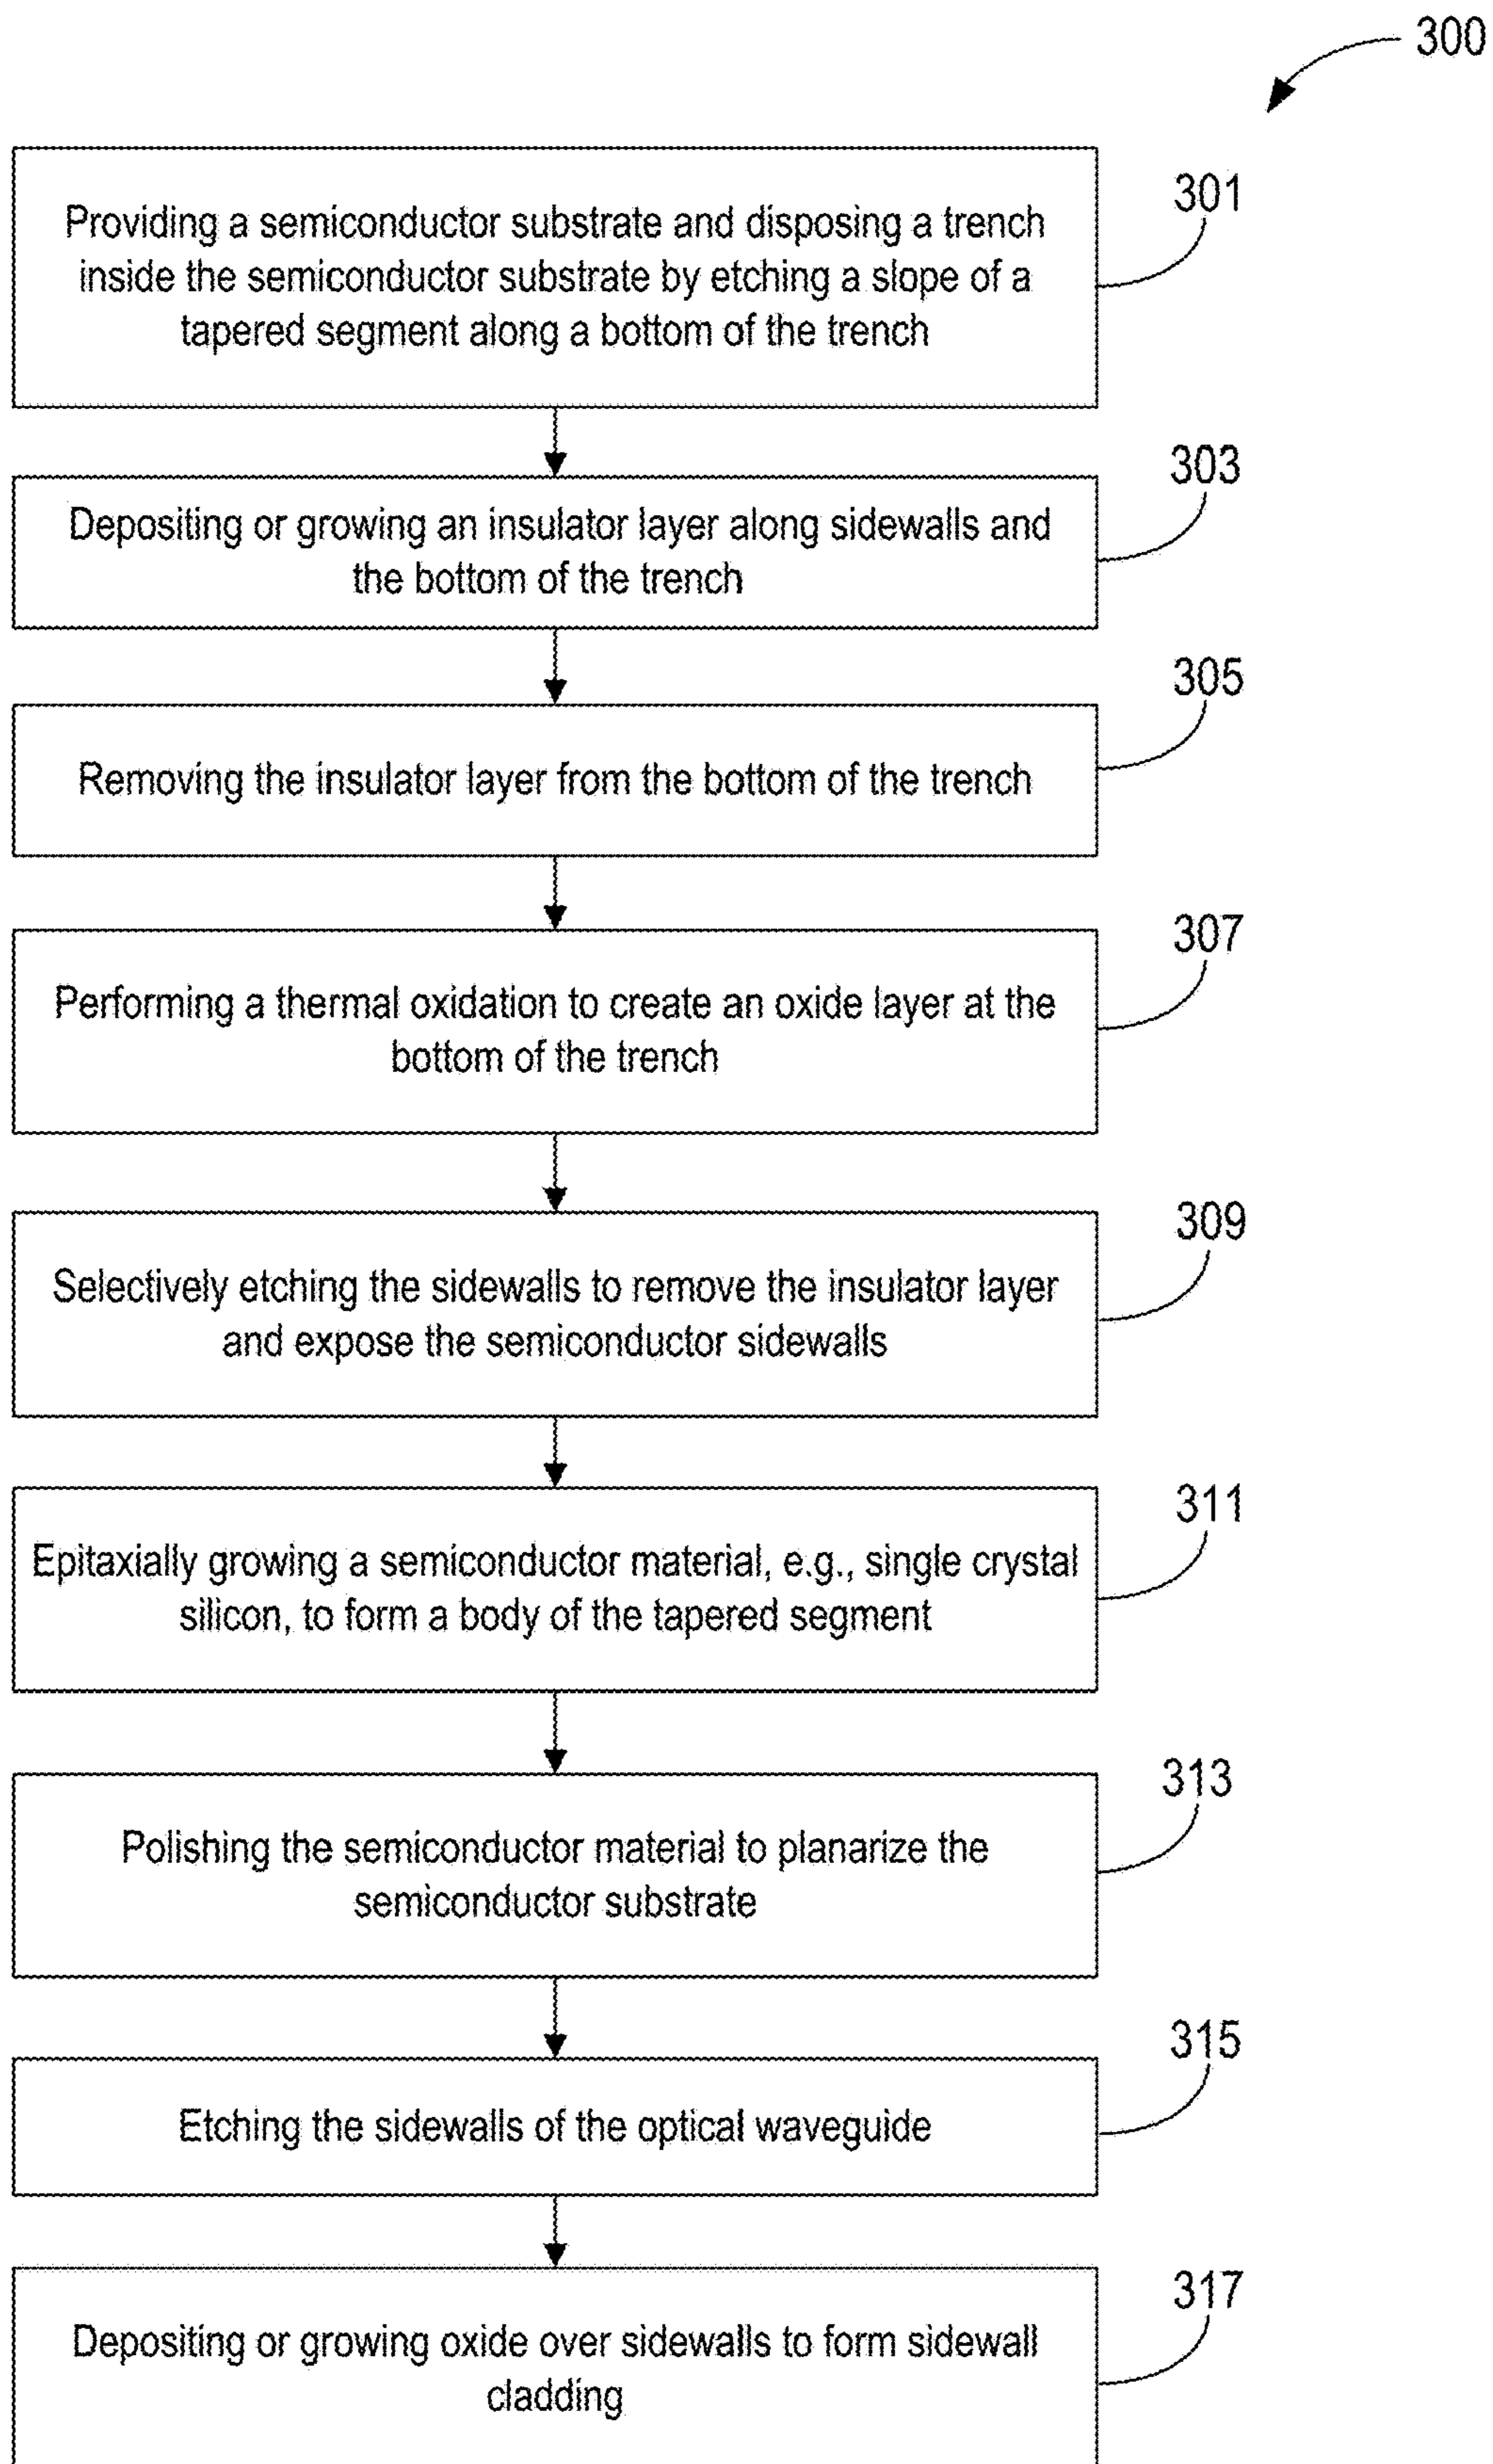 300
301
Providing a semiconductor substrate and disposing a trench
inside the semiconductor substrate by etching a slope of a
tapered segment along a bottom of the trench
303
Depositing or growing an insulator layer along sidewalls and
the bottom of the trench
305
Removing the insulator layer from the bottom of the trench
307
Performing a thermal oxidation to create an oxide layer at the
bottom of the trench
309
Selectively etching the sidewalls to remove the insulator layer
and expose the semiconductor sidewalls
311
Epitaxially growing a semiconductor material, e.g., single crystal
silicon, to form a body of the tapered segment
313
Polishing the semiconductor material to planarize the
semiconductor substrate
315
Etching the sidewalls of the optical waveguide
317
Depositing or growing oxide over sidewalls to form sidewall
cladding